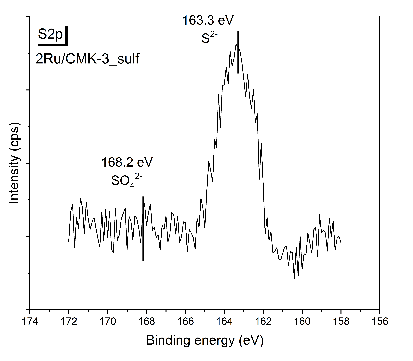 S2p
2Ru/CMK-3_sulf
163.3 eV
S²⁻
168.2 eV
SO₄²⁻
Intensity (cps)
174 172 170 168 166 164 162 160 158 156
Binding energy (eV)